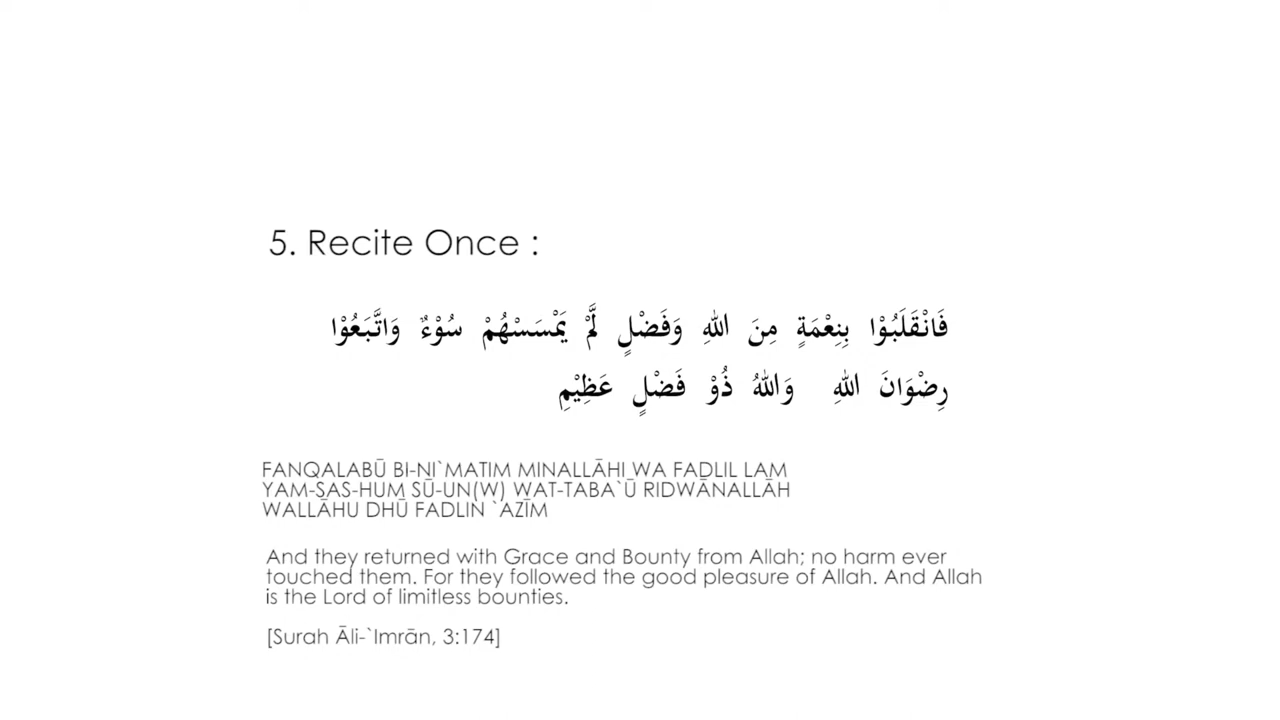 5. Recite Once :
فَانْقَلَبُوْا بِنِعْمَةٍ مِنَ اللهِ وَفَضْلٍ لَّمْ يَمْسَسْهُمْ سُوْءٌ وَاتَّبَعُوْا
رِضْوَانَ اللهِ وَاللهُ ذُوْ فَضْلٍ عَظِيْمِ
FANQALABŪ BI-NI`MATIM MINALLĀHI WA FADLIL LAM
YAM-SAS-HUM SŪ-UN(W) WAT-TABA`Ū RIDWĀNALLĀH
WALLĀHU DHŪ FADLIN `AZĪM
And they returned with Grace and Bounty from Allah; no harm ever
touched them. For they followed the good pleasure of Allah. And Allah
is the Lord of limitless bounties.
[Surah Āli-`Imrān, 3:174]